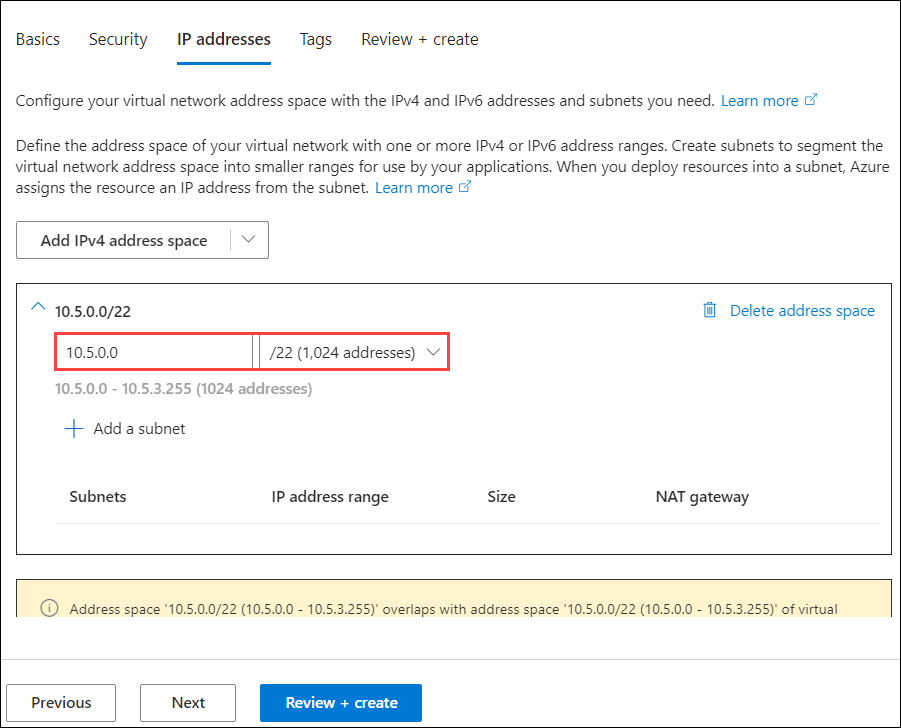 Basics Security IP addresses Tags Review + create
Configure your virtual network address space with the IPv4 and IPv6 addresses and subnets you need. Learn more
Define the address space of your virtual network with one or more IPv4 or IPv6 address ranges. Create subnets to segment the
virtual network address space into smaller ranges for use by your applications. When you deploy resources into a subnet, Azure
assigns the resource an IP address from the subnet. Learn more
Add IPv4 address space
10.5.0.0/22 Delete address space
10.5.0.0 /22 (1,024 addresses)
10.5.0.0 - 10.5.3.255 (1024 addresses)
Add a subnet
Subnets IP address range Size NAT gateway
Address space '10.5.0.0/22 (10.5.0.0 - 10.5.3.255)' overlaps with address space '10.5.0.0/22 (10.5.0.0 - 10.5.3.255)' of virtual
Previous Next Review + create